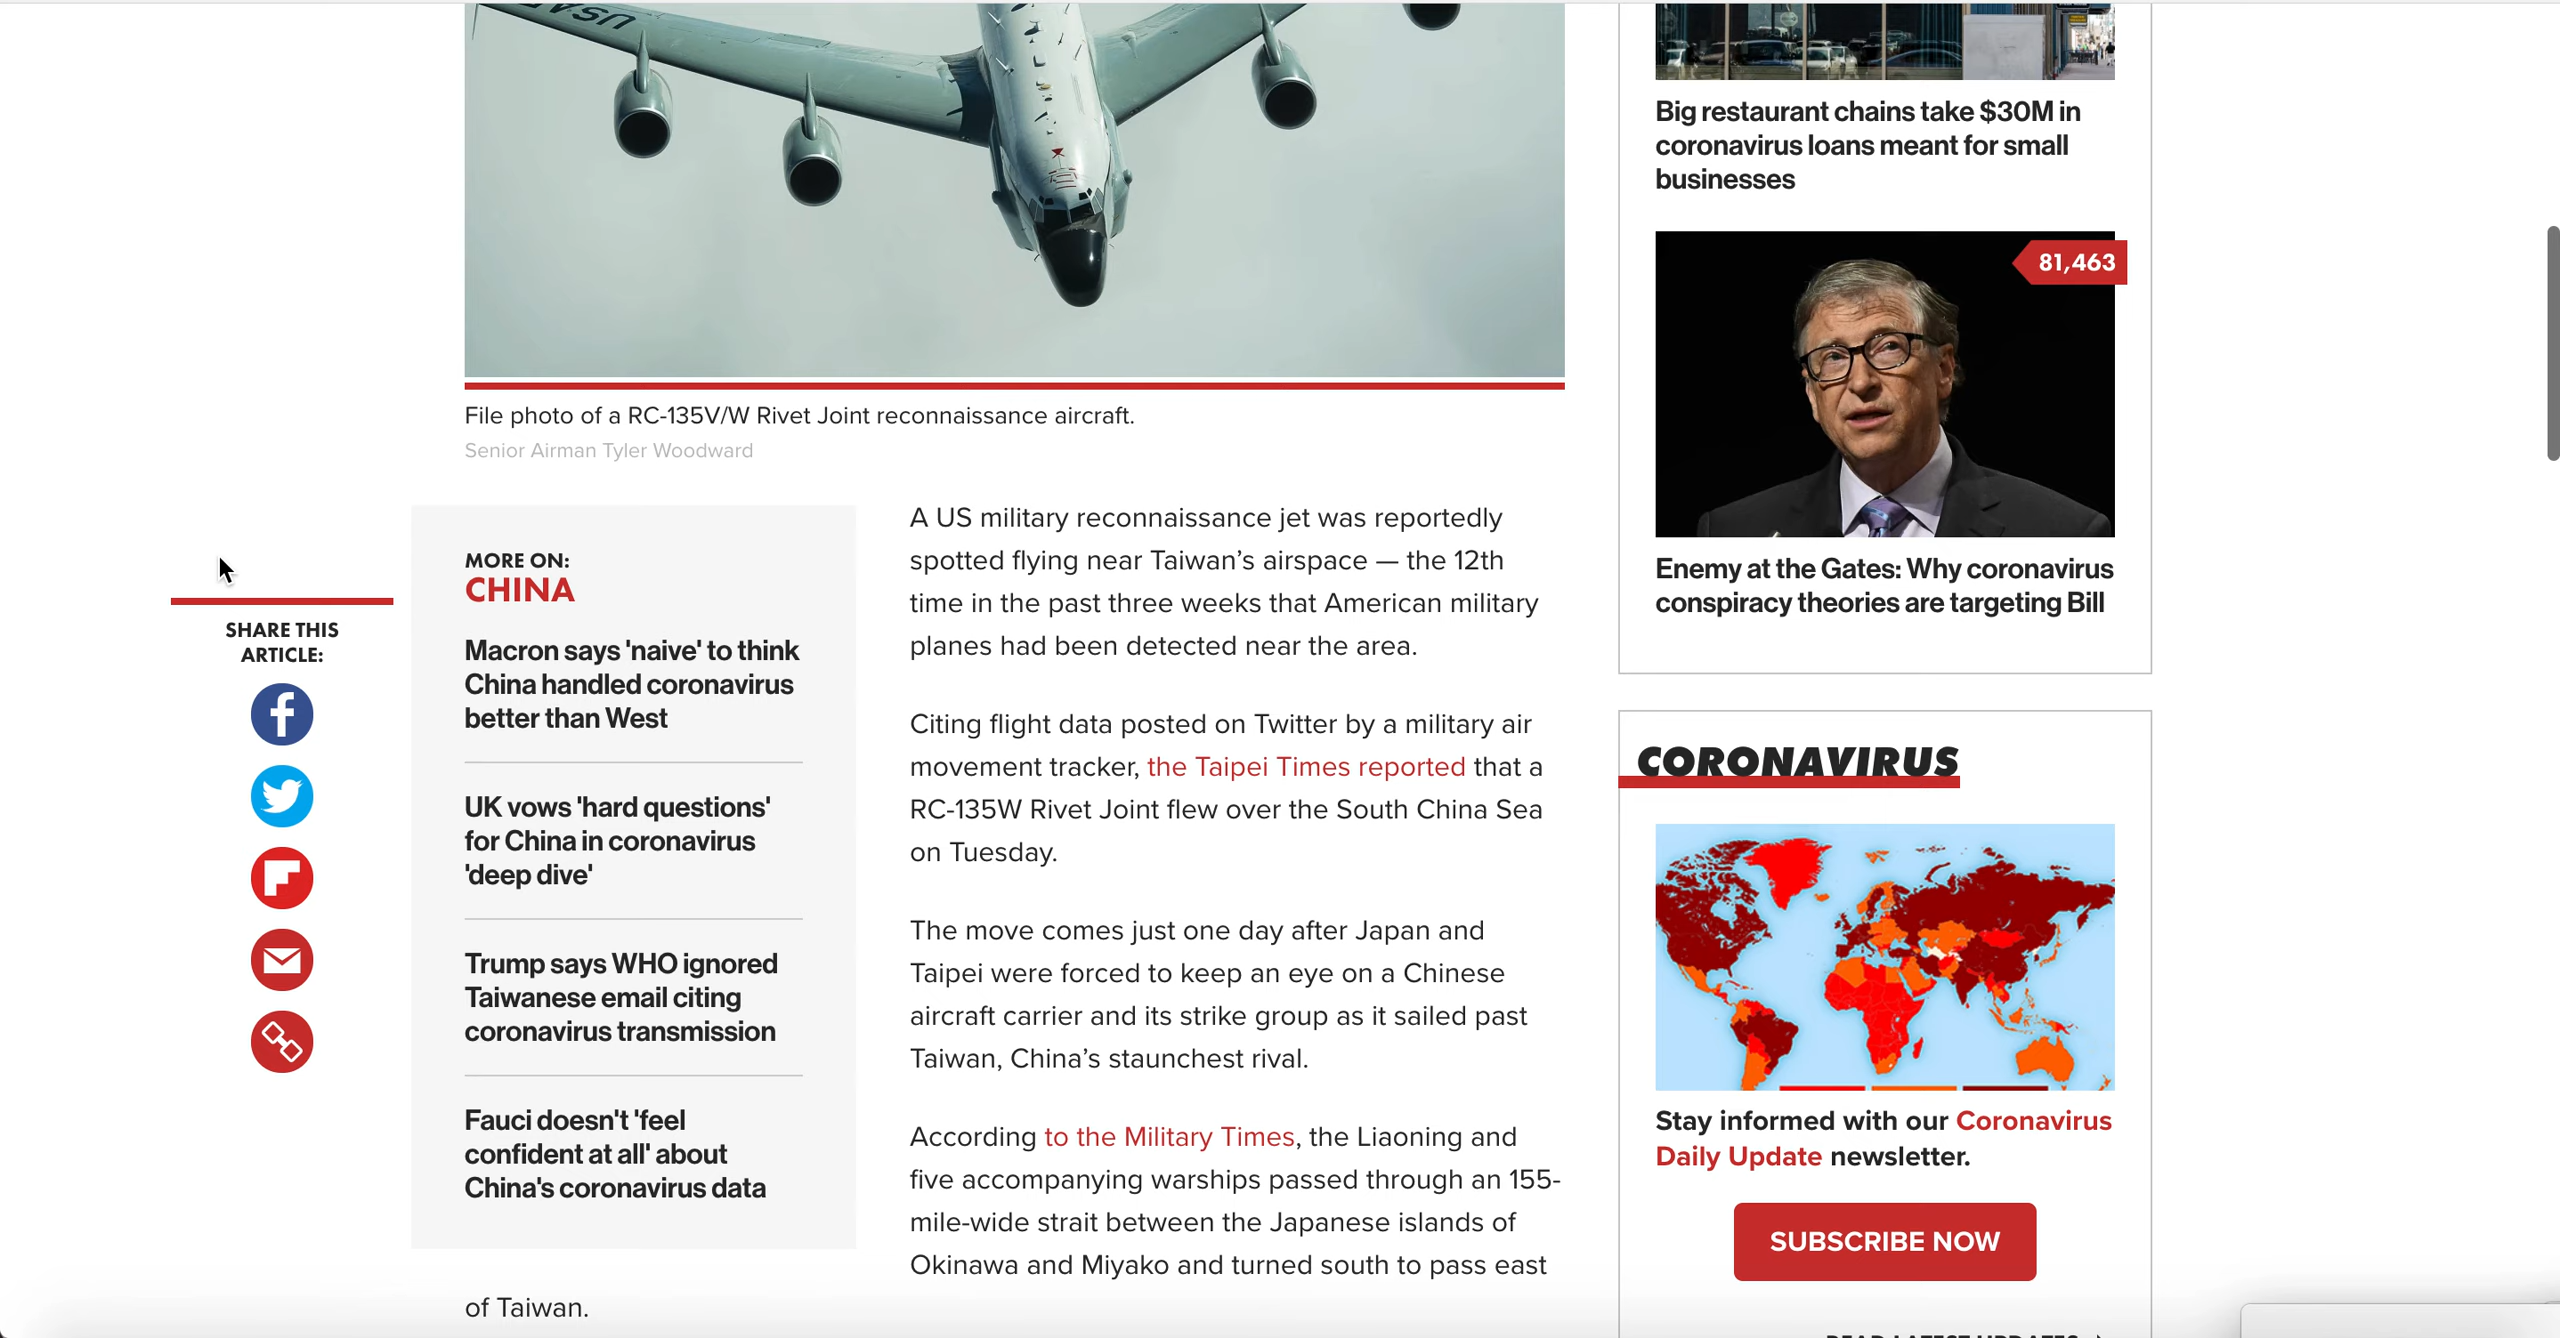 USAF
File photo of a RC-135V/W Rivet Joint reconnaissance aircraft.
Senior Airman Tyler Woodward
SHARE THIS
ARTICLE:
MORE ON:
CHINA
Macron says 'naive' to think
China handled coronavirus
better than West
UK vows 'hard questions'
for China in coronavirus
'deep dive'
Trump says WHO ignored
Taiwanese email citing
coronavirus transmission
Fauci doesn't 'feel
confident at all' about
China's coronavirus data
A US military reconnaissance jet was reportedly
spotted flying near Taiwan’s airspace — the 12th
time in the past three weeks that American military
planes had been detected near the area.
Citing flight data posted on Twitter by a military air
movement tracker, the Taipei Times reported that a
RC-135W Rivet Joint flew over the South China Sea
on Tuesday.
The move comes just one day after Japan and
Taipei were forced to keep an eye on a Chinese
aircraft carrier and its strike group as it sailed past
Taiwan, China’s staunchest rival.
According to the Military Times, the Liaoning and
five accompanying warships passed through an 155-
mile-wide strait between the Japanese islands of
Okinawa and Miyako and turned south to pass east
of Taiwan.
Big restaurant chains take $30M in
coronavirus loans meant for small
businesses
81,463
Enemy at the Gates: Why coronavirus
conspiracy theories are targeting Bill
CORONAVIRUS
Stay informed with our Coronavirus
Daily Update newsletter.
SUBSCRIBE NOW
READ LATEST UPDATES